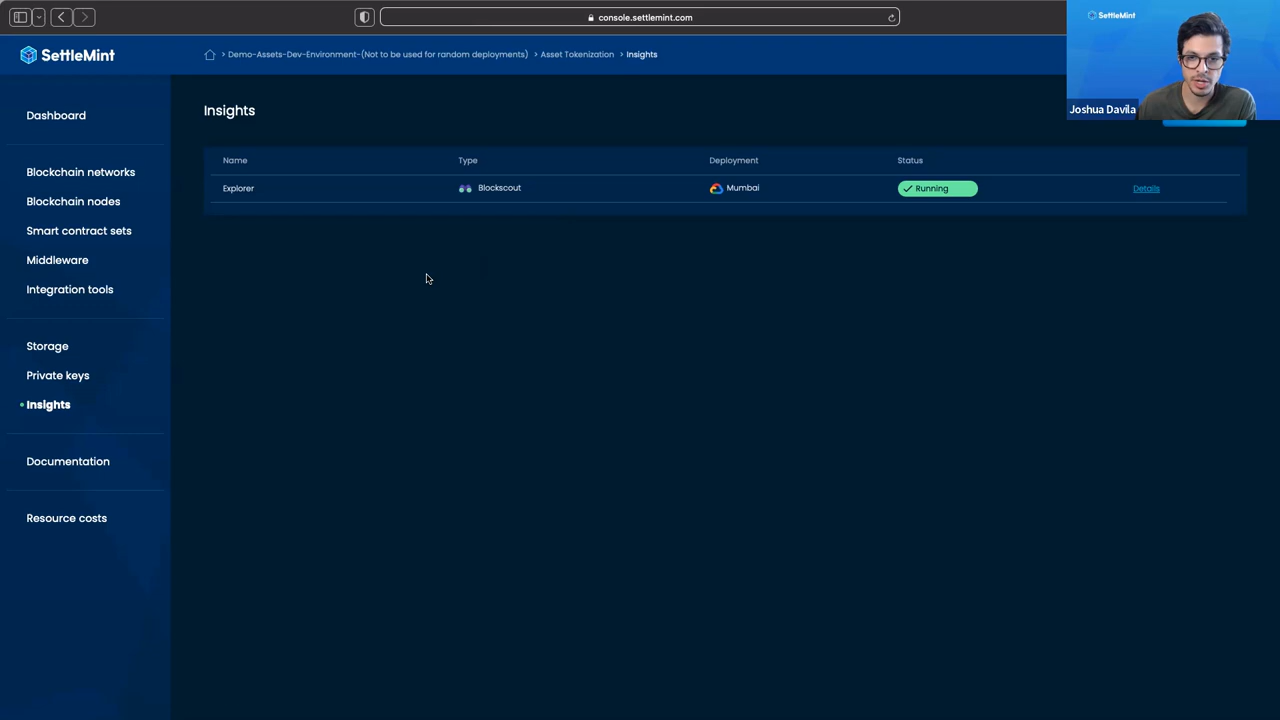 console.settlemint.com
SettleMint
Joshua Davila
SettleMint
Demo-Assets-Dev-Environment-(Not to be used for random deployments) > Asset Tokenization > Insights
Dashboard
Blockchain networks
Blockchain nodes
Smart contract sets
Middleware
Integration tools
Storage
Private keys
Insights
Documentation
Resource costs
Insights
Name Type Deployment Status
Explorer Blockscout Mumbai Running Details